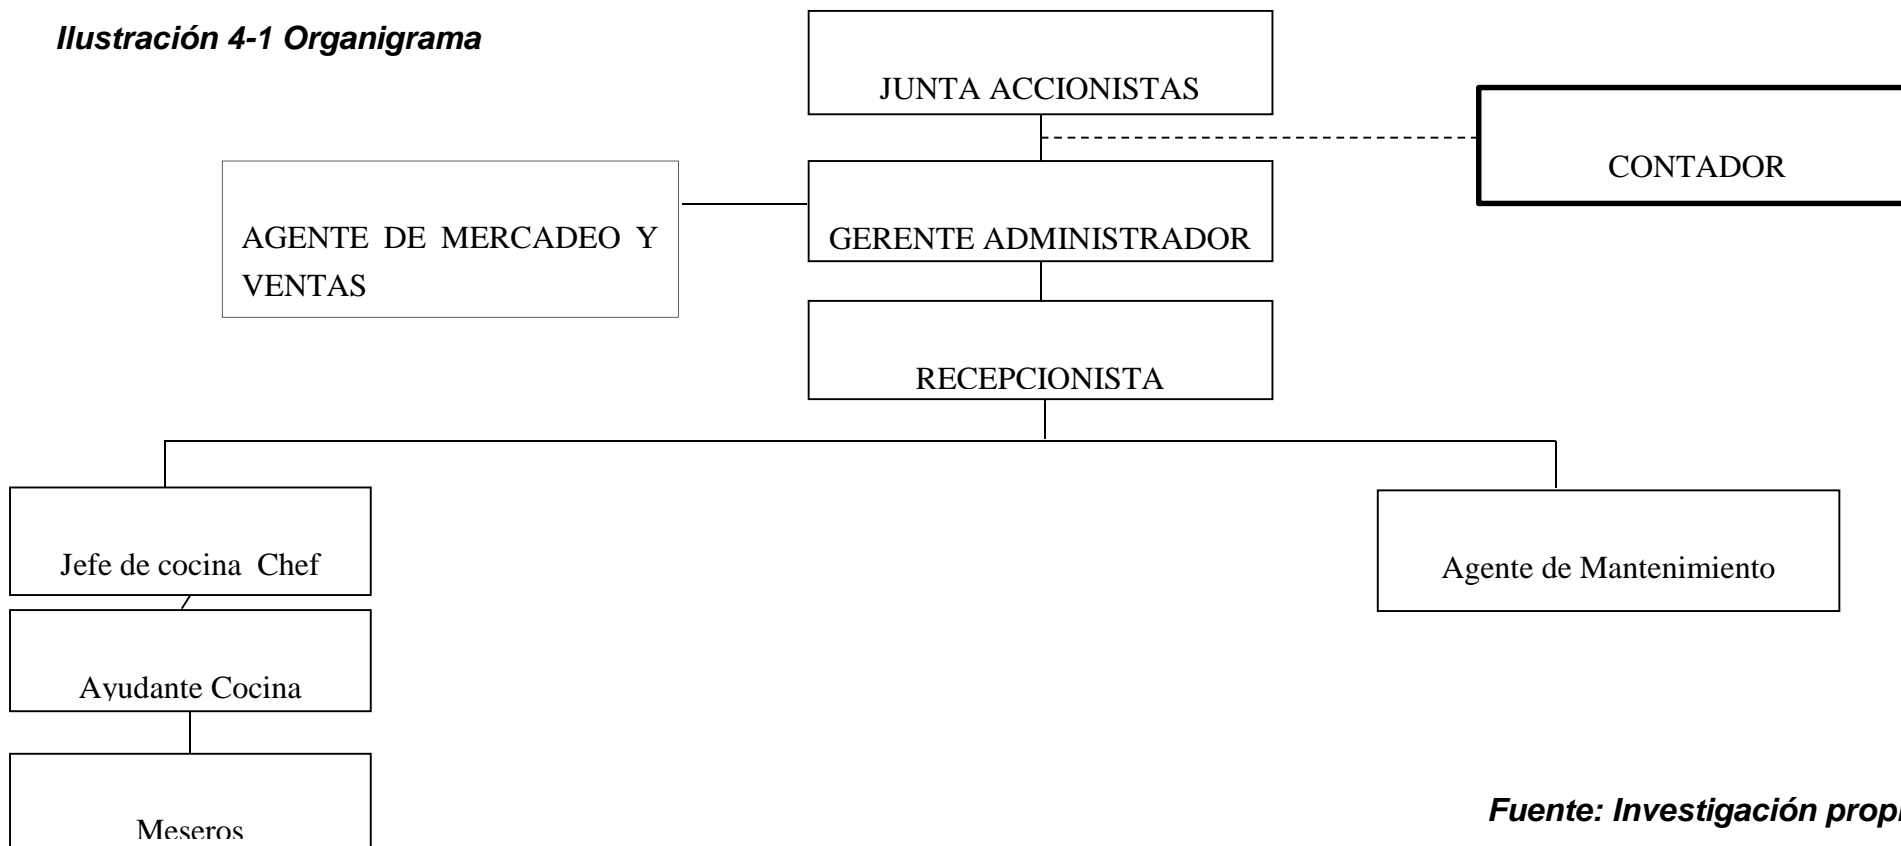 Ilustración 4-1 Organigrama
JUNTA ACCIONISTAS
CONTADOR
AGENTE DE MERCADEO Y
VENTAS
GERENTE ADMINISTRADOR
RECEPCIONISTA
Jefe de cocina  Chef
Agente de Mantenimiento
Ayudante Cocina
Meseros
Fuente: Investigación propi